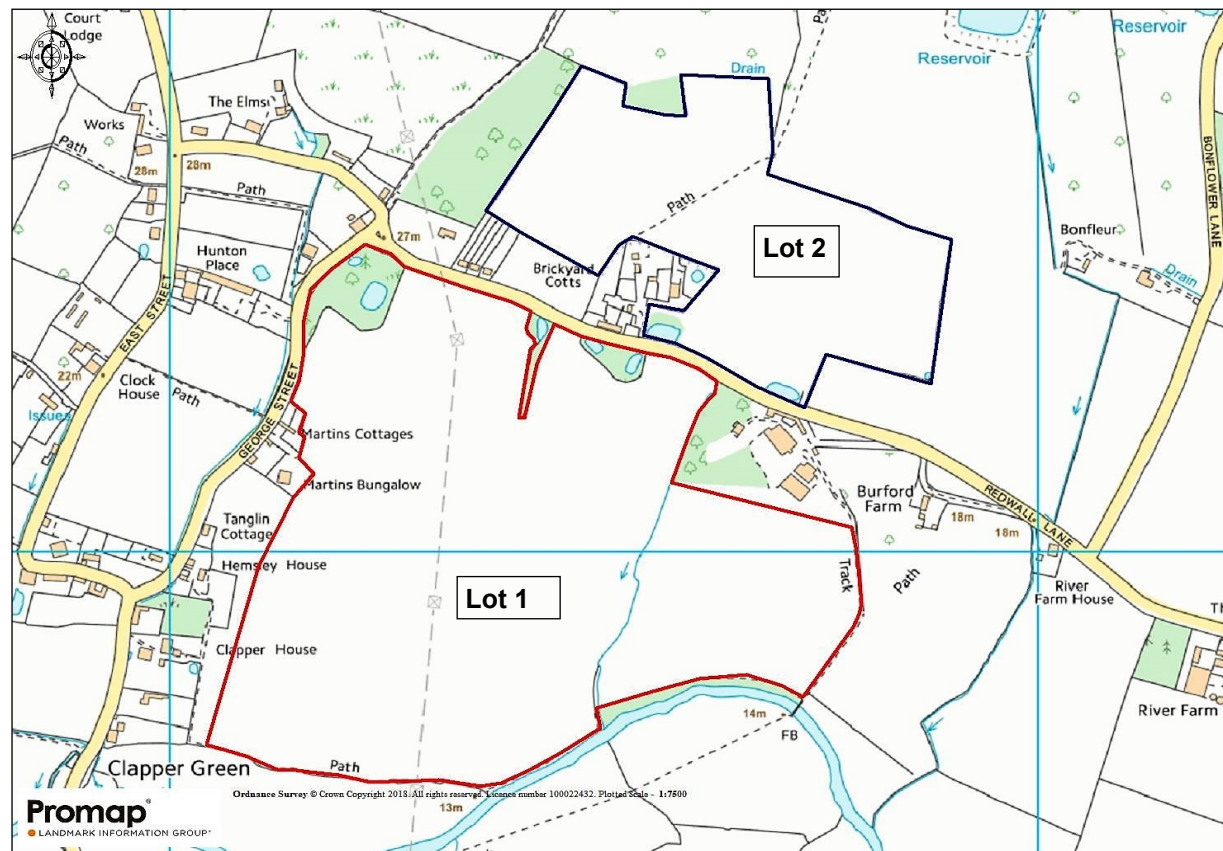 Court
Lodge
The Elms
Works
Path
28m
28m
Path
27m
Hunton
Place
EAST STREET
22m
Clock
House
Path
Issues
GEORGE STREET
Martins Cottages
Martins Bungalow
Tanglin
Cottage
Hemsley House
Clapper House
Clapper Green
Path
13m
Drain
Path
Brickyard
Cotts
Lot 2
Lot 1
Reservoir
Reservoir
BONFLOWER LANE
Bonfleur
Drain
Burford
Farm
18m
18m
REDWALL LANE
Track
Path
River
Farm House
River Farm
14m
FB
Promap
LANDMARK INFORMATION GROUP
Ordnance Survey © Crown Copyright 2018. All rights reserved. Licence number 100022432. Plotted Scale - 1:7500